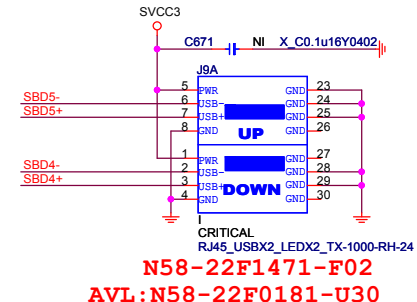 SVCC3
C671 NI X_C0.1u16Y0402
J9A
5 PWR GND 23
SBD5- 6 USB- GND 24
SBD5+ 7 USB+ GND 25
8 GND GND 26
UP
1 PWR GND 27
SBD4- 2 USB- GND 28
SBD4+ 3 USB+ GND 29
DOWN
4 GND GND 30
I
CRITICAL
RJ45_USBX2_LEDX2_TX-1000-RH-24
N58-22F1471-F02
AVL:N58-22F0181-U30